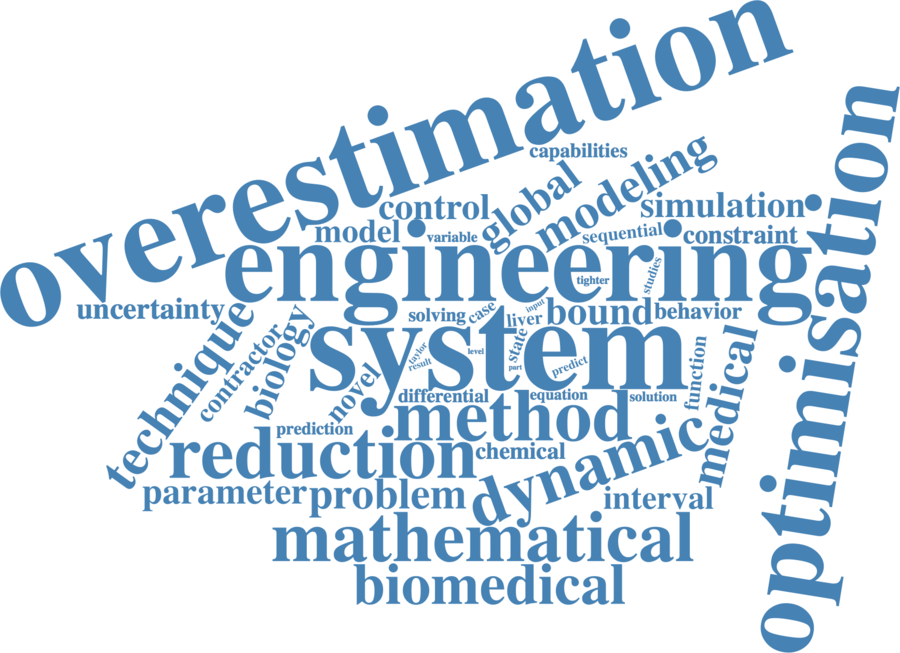 overestimation
capabilities
optimisation
global
modeling
control
simulation
model
variable
sequential
constraint
engineering
tighter
studies
uncertainty
technique
contractor
biology
solving
case
input
liver
bound
behavior
system
taylor
result
level
state
part
predict
function
medical
novel
differential
equation
solution
method
prediction
reduction
chemical
dynamic
parameter
problem
interval
mathematical
biomedical